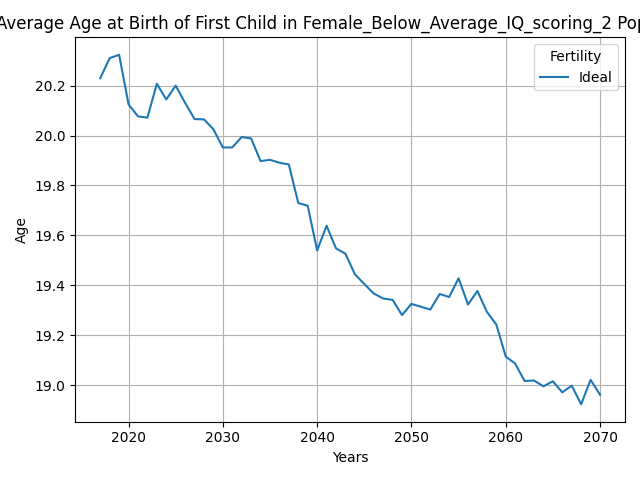 Average Age at Birth of First Child in Female_Below_Average_IQ_scoring_2
Fertility
Ideal
20.2
20.0
19.8
19.6
19.4
19.2
19.0
Age
2020 2030 2040 2050 2060 2070
Years